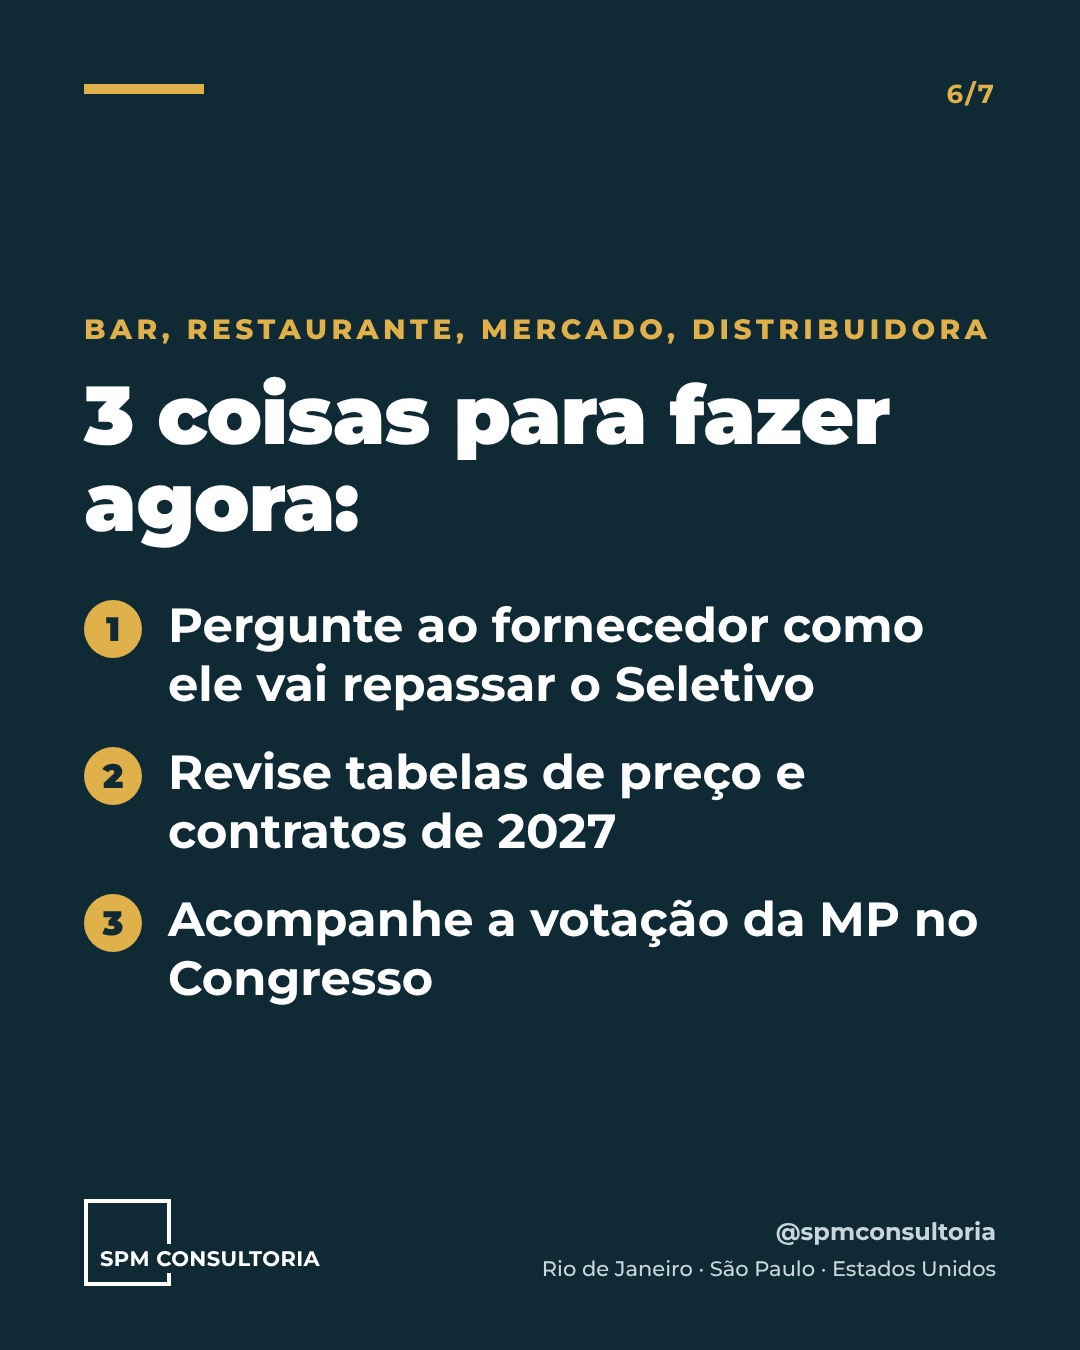 6/7
BAR, RESTAURANTE, MERCADO, DISTRIBUIDORA
3 coisas para fazer
agora:
1 Pergunte ao fornecedor como
ele vai repassar o Seletivo
2 Revise tabelas de preço e
contratos de 2027
3 Acompanhe a votação da MP no
Congresso
SPM CONSULTORIA
@spmconsultoria
Rio de Janeiro · São Paulo · Estados Unidos